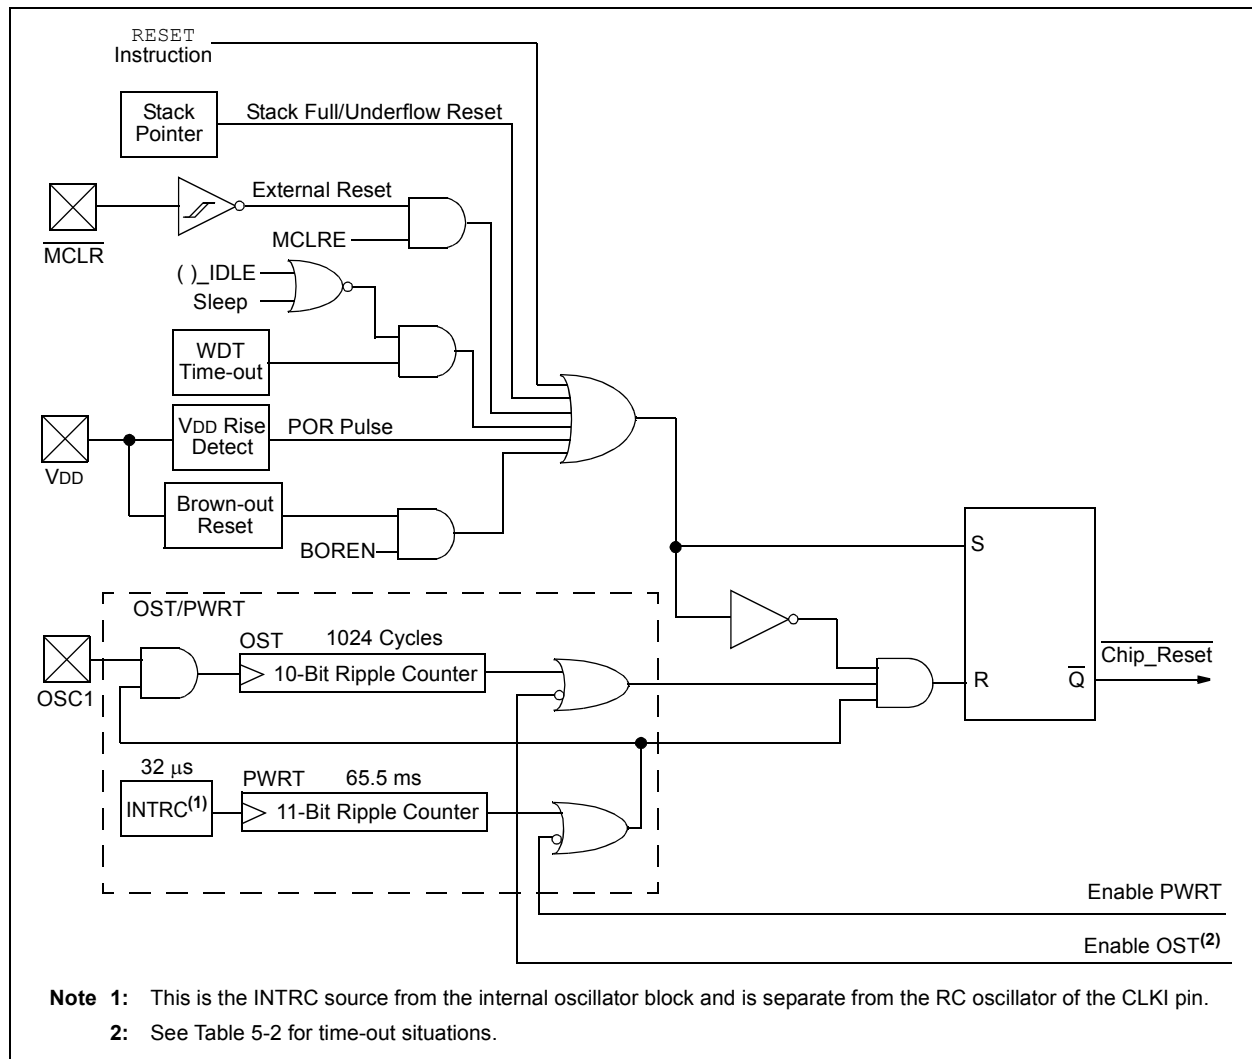 RESET
Instruction
Stack
Pointer
Stack Full/Underflow Reset
External Reset
MCLR
MCLRE
( )_IDLE
Sleep
WDT
Time-out
VDD Rise
Detect
POR Pulse
VDD
Brown-out
Reset
BOREN
S
OST/PWRT
OST
1024 Cycles
10-Bit Ripple Counter
OSC1
R
Q
Chip_Reset
32 μs
INTRC(1)
PWRT
65.5 ms
11-Bit Ripple Counter
Enable PWRT
Enable OST(2)
Note 1: This is the INTRC source from the internal oscillator block and is separate from the RC oscillator of the CLKI pin.
2: See Table 5-2 for time-out situations.